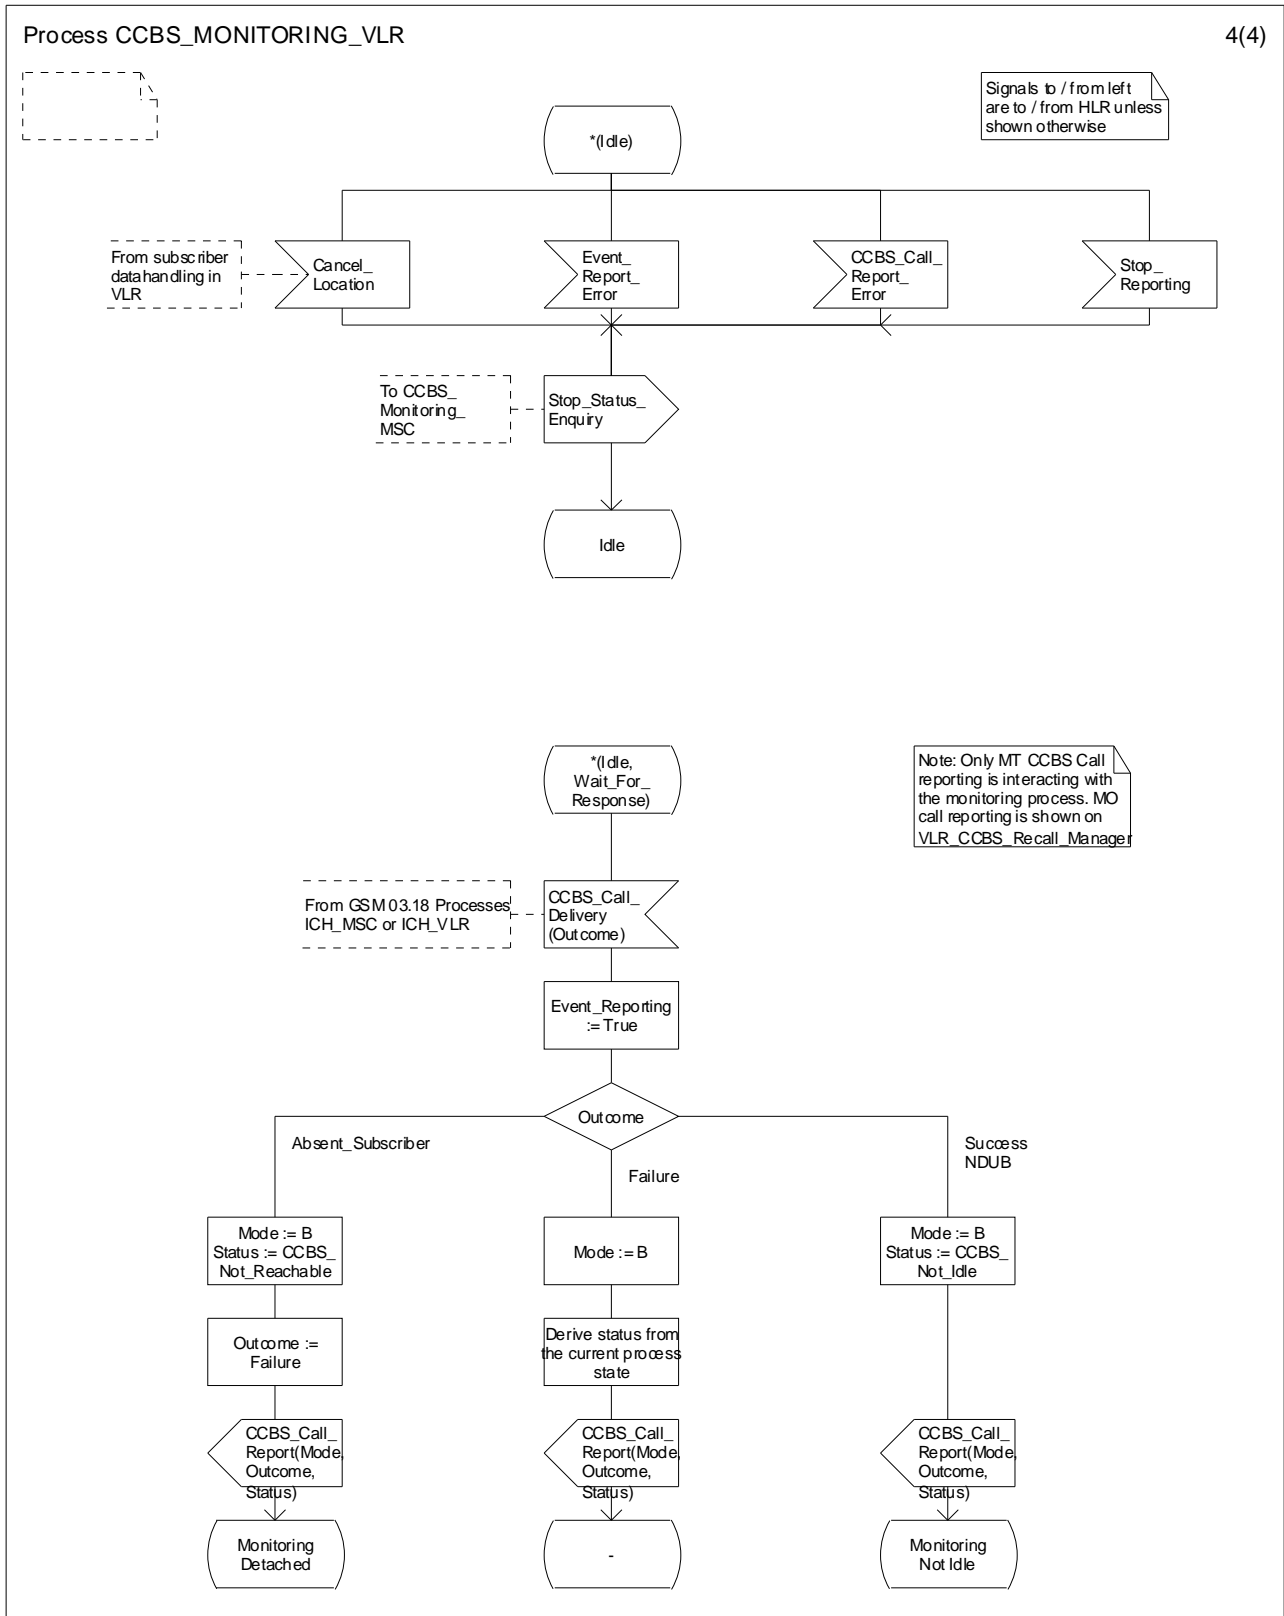 Process CCBS_MONITORING_VLR
4(4)
Signals to / from left
are to / from HLR unless
shown otherwise
*(Idle)
From subscriber
datahandling in
VLR
Cancel_
Location
Event_
Report_
Error
CCBS_Call_
Report_
Error
Stop_
Reporting
To CCBS_
Monitoring_
MSC
Stop_Status_
Enquiry
Idle
*(Idle,
Wait_For_
Response)
Note: Only MT CCBS Call
reporting is interacting with
the monitoring process. MO
call reporting is shown on
VLR_CCBS_Recall_Manager
From GSM 03.18 Processes
ICH_MSC or ICH_VLR
CCBS_Call_
Delivery
(Outcome)
Event_Reporting
:= True
Outcome
Absent_Subscriber
Failure
Success
NDUB
Mode := B
Status := CCBS_
Not_Reachable
Mode := B
Mode := B
Status := CCBS_
Not_Idle
Outcome :=
Failure
Derive status from
the current process
state
CCBS_Call_
Report(Mode,
Outcome,
Status)
CCBS_Call_
Report(Mode,
Outcome,
Status)
CCBS_Call_
Report(Mode,
Outcome,
Status)
Monitoring
Detached
-
Monitoring
Not Idle